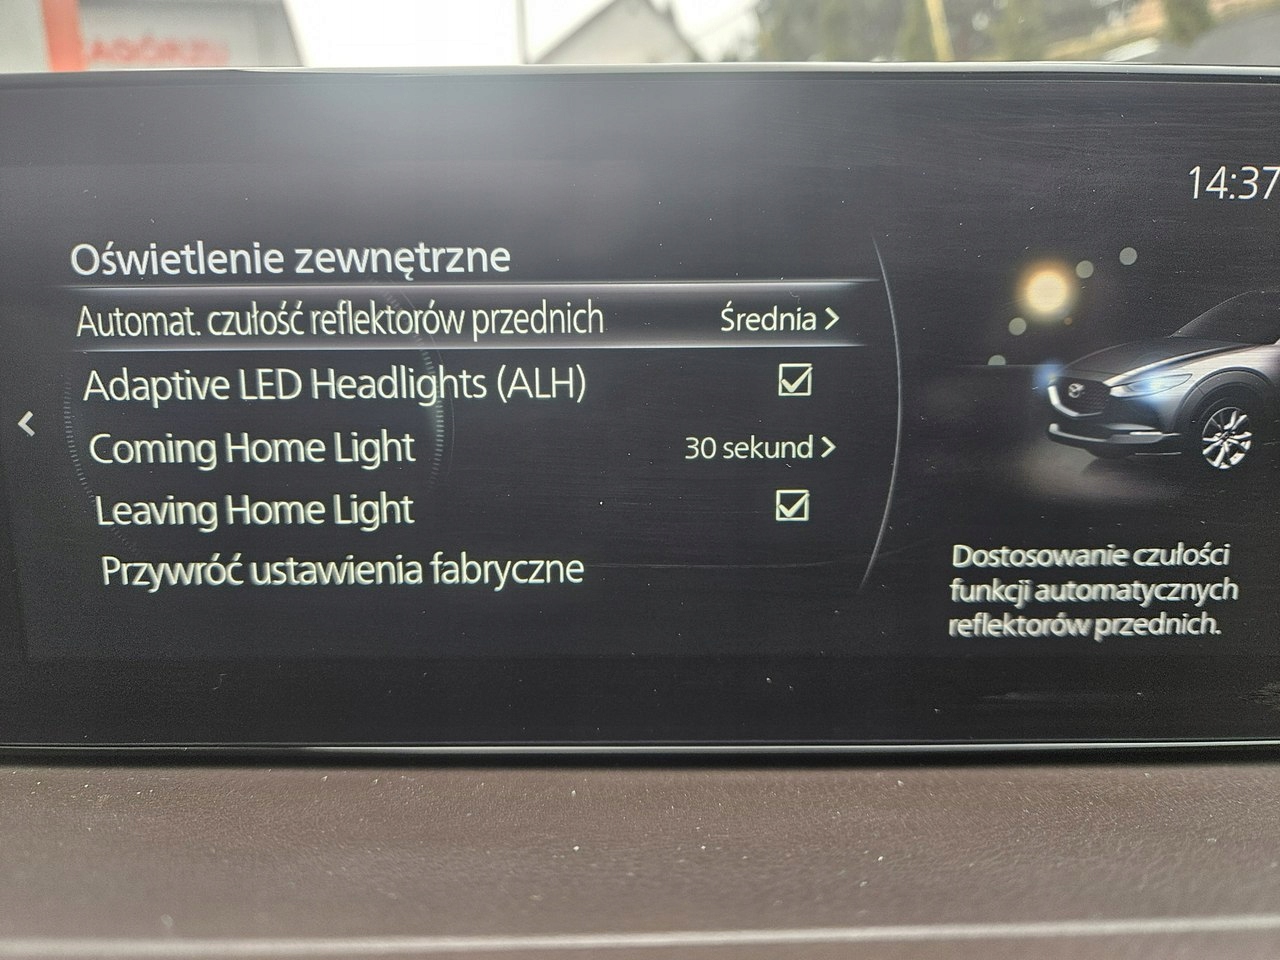 14:37
Oświetlenie zewnętrzne
Automat. czułość reflektorów przednich Średnia >
Adaptive LED Headlights (ALH)
Coming Home Light 30 sekund >
Leaving Home Light
Przywróć ustawienia fabryczne
Dostosowanie czułości
funkcji automatycznych
reflektorów przednich.